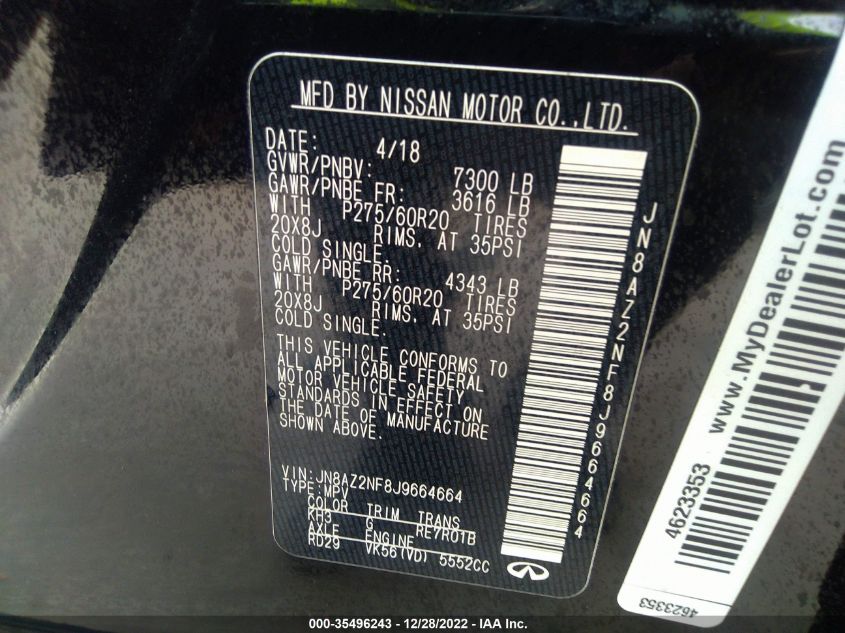 MFD BY NISSAN MOTOR CO.,LTD.
DATE: 4/18
GVWR/PNBV: 7300 LB
GAWR/PNBE FR: 3616 LB
WITH P275/60R20 TIRES
20X8J RIMS. AT 35PSI
COLD SINGLE.
GAWR/PNBE RR: 4343 LB
WITH P275/60R20 TIRES
20X8J RIMS. AT 35PSI
COLD SINGLE.
THIS VEHICLE CONFORMS TO
ALL APPLICABLE FEDERAL
MOTOR VEHICLE SAFETY
STANDARDS IN EFFECT ON
THE DATE OF MANUFACTURE
SHOWN ABOVE.
VIN:JN8AZ2NF8J9664664
TYPE:MPV
COLOR TRIM TRANS
KH3 G RE7R01B
AXLE ENGINE
RD29 VK56(VD) 5552CC
JN8AZ2NF8J9664664
www.MyDealerLot.com
4623353
4623353
000-35496243 - 12/28/2022 - IAA Inc.